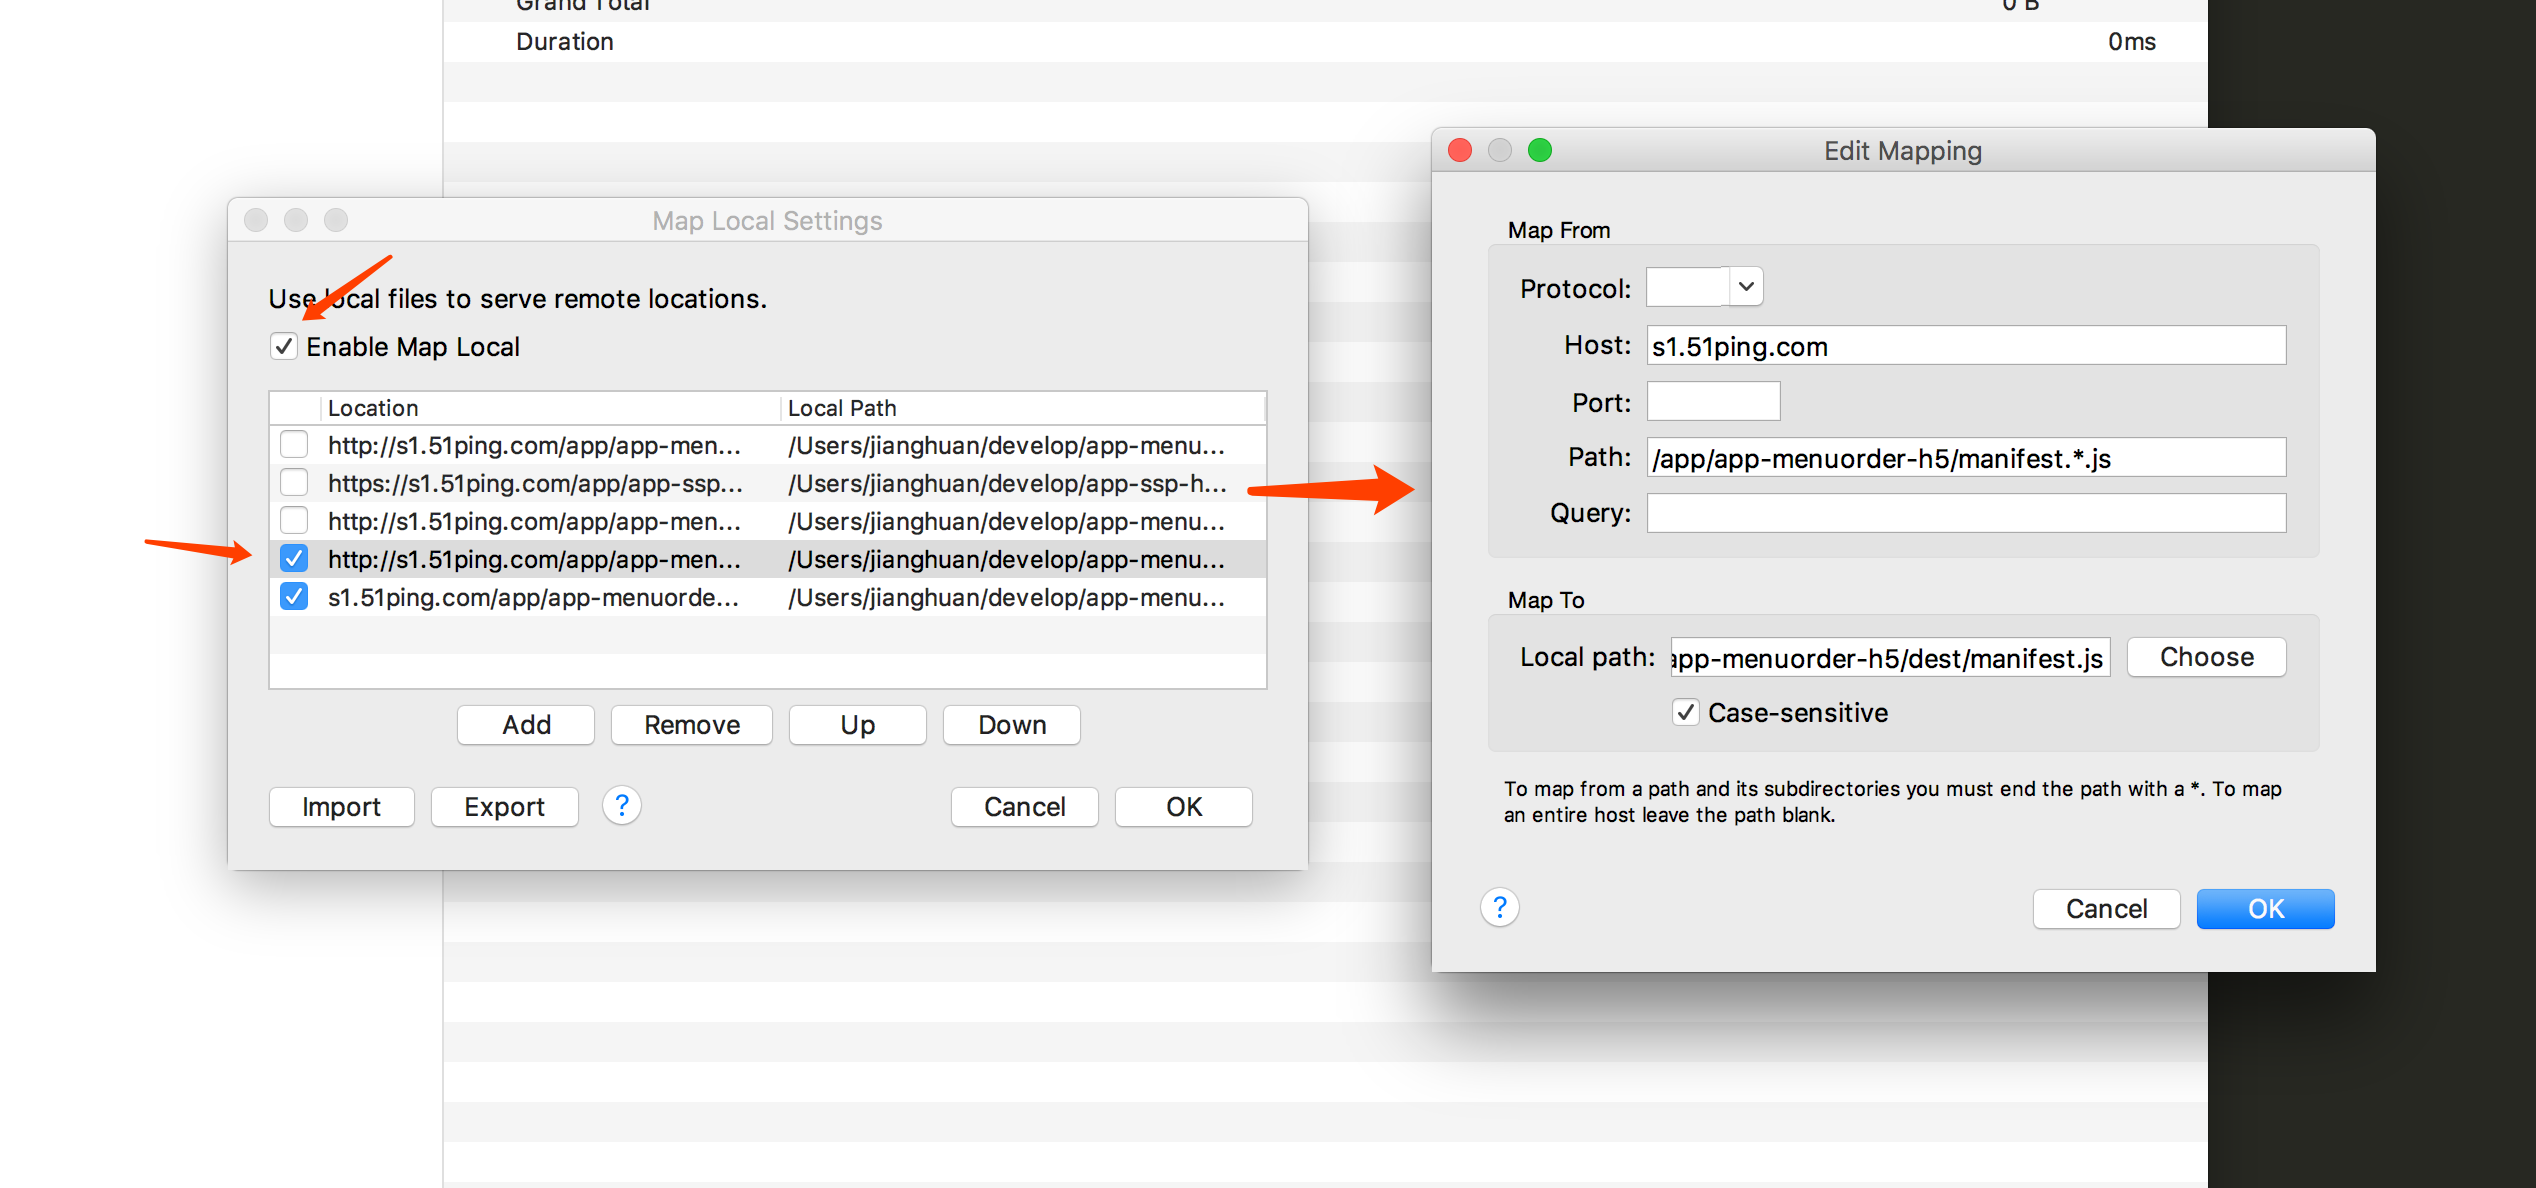 Grand Total 0 B
Duration 0ms
Map Local Settings
Use local files to serve remote locations.
Enable Map Local
Location Local Path
http://s1.51ping.com/app/app-men... /Users/jianghuan/develop/app-menu...
https://s1.51ping.com/app/app-ssp... /Users/jianghuan/develop/app-ssp-h...
http://s1.51ping.com/app/app-men... /Users/jianghuan/develop/app-menu...
http://s1.51ping.com/app/app-men... /Users/jianghuan/develop/app-menu...
s1.51ping.com/app/app-menuorde... /Users/jianghuan/develop/app-menu...
Add Remove Up Down
Import Export ? Cancel OK
Edit Mapping
Map From
Protocol:
Host: s1.51ping.com
Port:
Path: /app/app-menuorder-h5/manifest.*.js
Query:
Map To
Local path: app-menuorder-h5/dest/manifest.js Choose
Case-sensitive
To map from a path and its subdirectories you must end the path with a *. To map
an entire host leave the path blank.
? Cancel OK